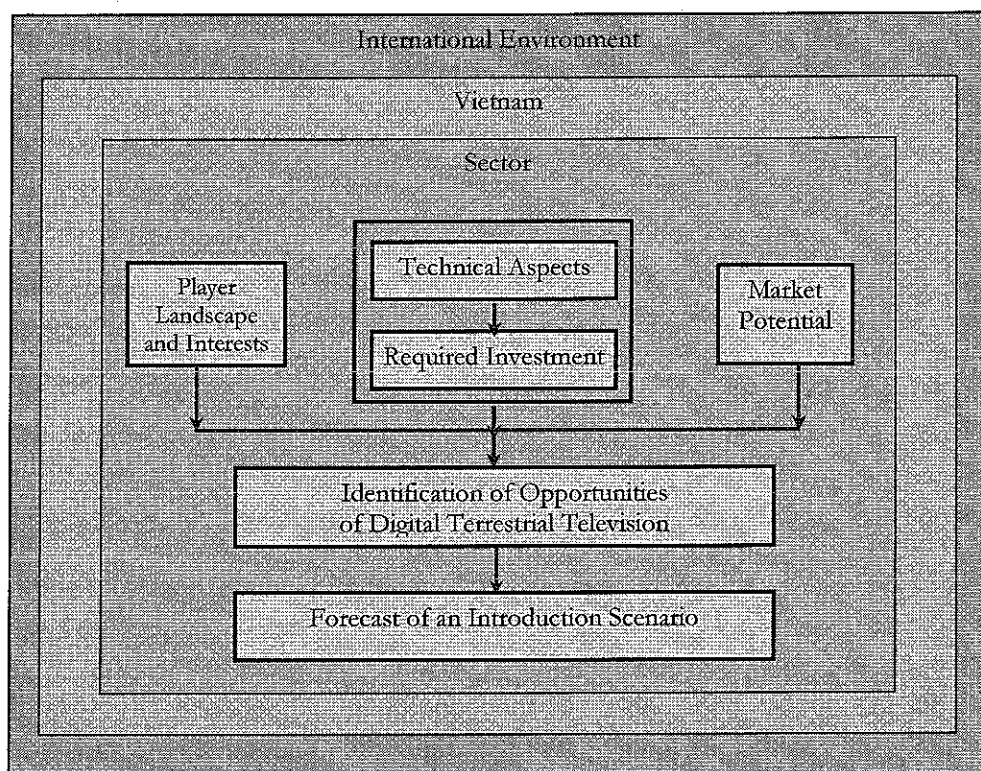 International Environment
Vietnam
Sector
Player
Landscape
and Interests
Technical Aspects
Required Investment
Market
Potential
Identification of Opportunities
of Digital Terrestrial Television
Forecast of an Introduction Scenario